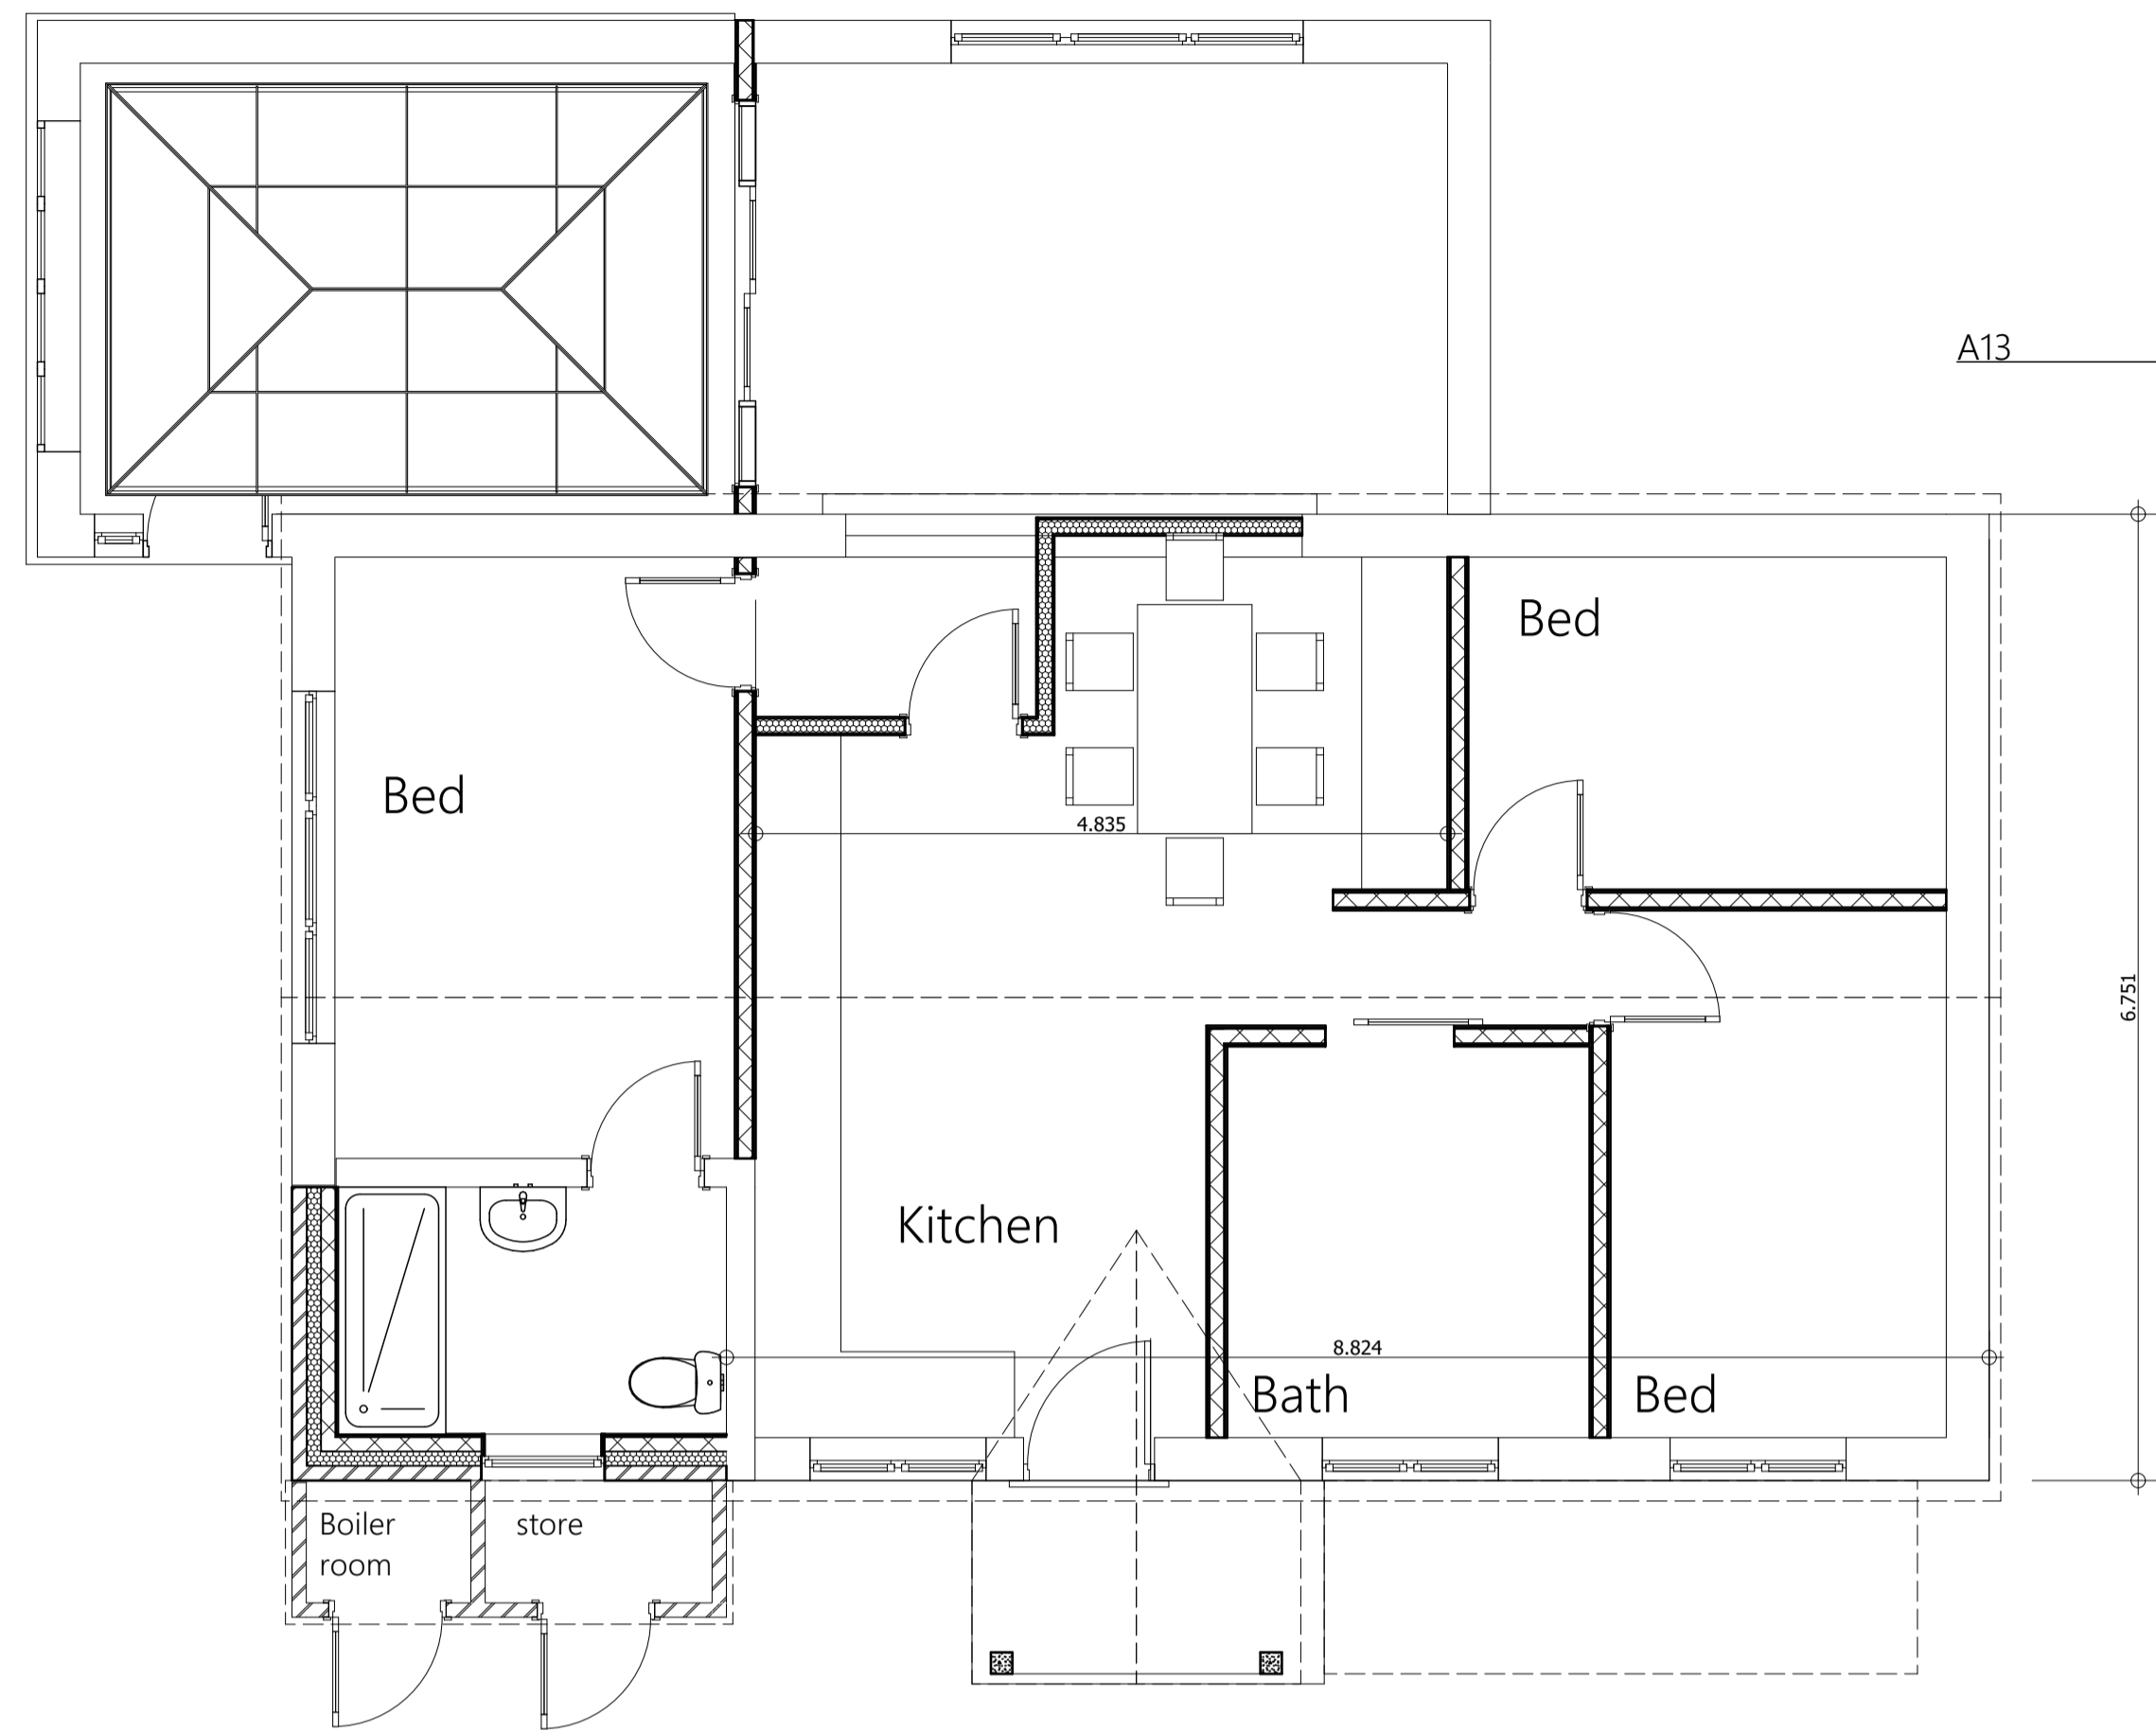 A13
Bed
Bed
4.835
6.751
Kitchen
8.824
Bath
Bed
Boiler
room
store